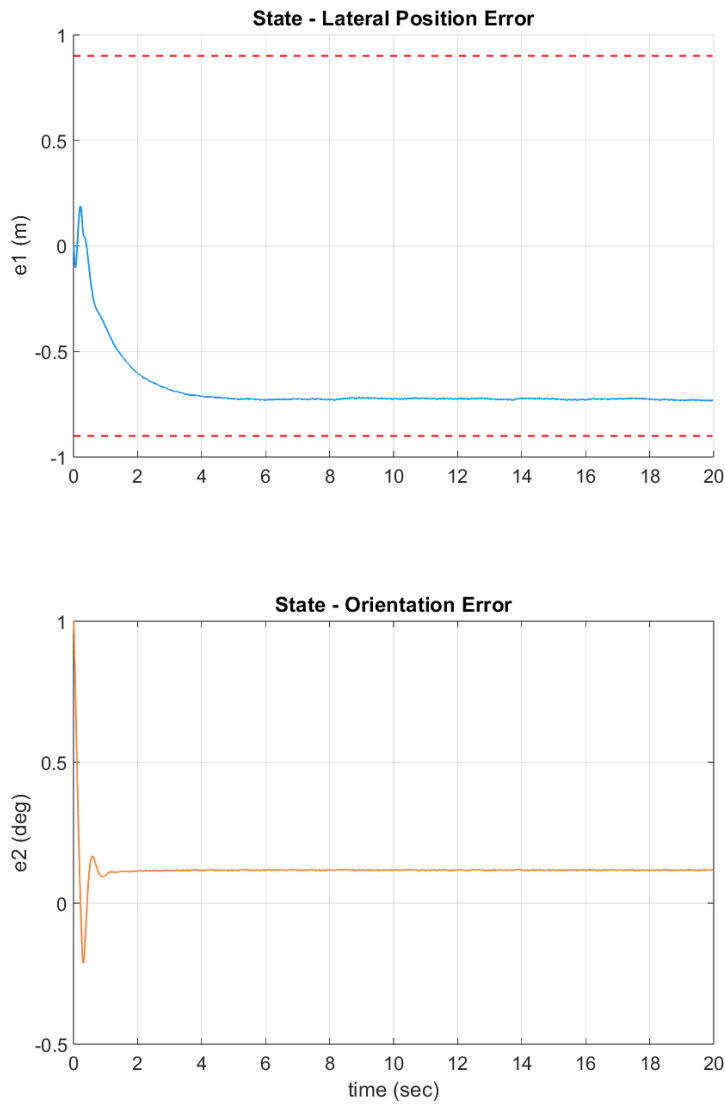 State - Lateral Position Error
1
0.5
0
-0.5
-1
e1 (m)
0 2 4 6 8 10 12 14 16 18 20
State - Orientation Error
1
0.5
0
-0.5
e2 (deg)
0 2 4 6 8 10 12 14 16 18 20
time (sec)